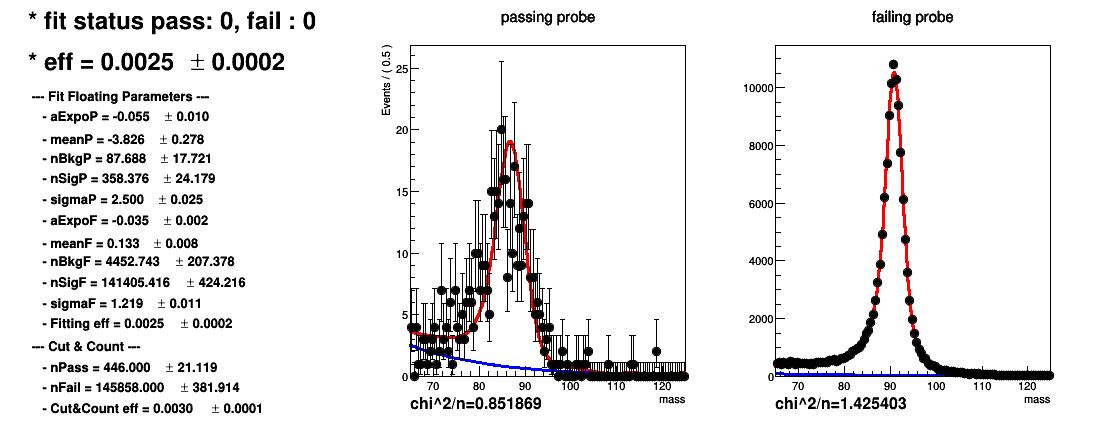 * fit status pass: 0, fail : 0
* eff = 0.0025 ± 0.0002
--- Fit Floating Parameters ---
- aExpoP = -0.055 ± 0.010
- meanP = -3.826 ± 0.278
- nBkgP = 87.688 ± 17.721
- nSigP = 358.376 ± 24.179
- sigmaP = 2.500 ± 0.025
- aExpoF = -0.035 ± 0.002
- meanF = 0.133 ± 0.008
- nBkgF = 4452.743 ± 207.378
- nSigF = 141405.416 ± 424.216
- sigmaF = 1.219 ± 0.011
- Fitting eff = 0.0025 ± 0.0002
--- Cut & Count ---
- nPass = 446.000 ± 21.119
- nFail = 145858.000 ± 381.914
- Cut&Count eff = 0.0030 ± 0.0001
passing probe
Events / ( 0.5 )
25
20
15
10
5
0
70 80 90 100 110 120
mass
chi^2/n=0.851869
failing probe
10000
8000
6000
4000
2000
0
70 80 90 100 110 120
mass
chi^2/n=1.425403